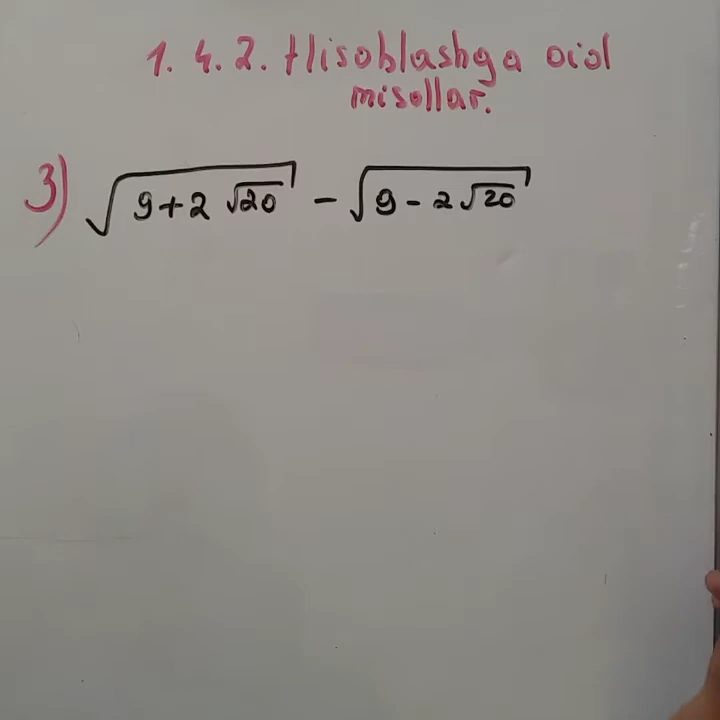 1.4.2. Hisoblashga oid
misollar.
3) √(9+2√20) - √(9-2√20)